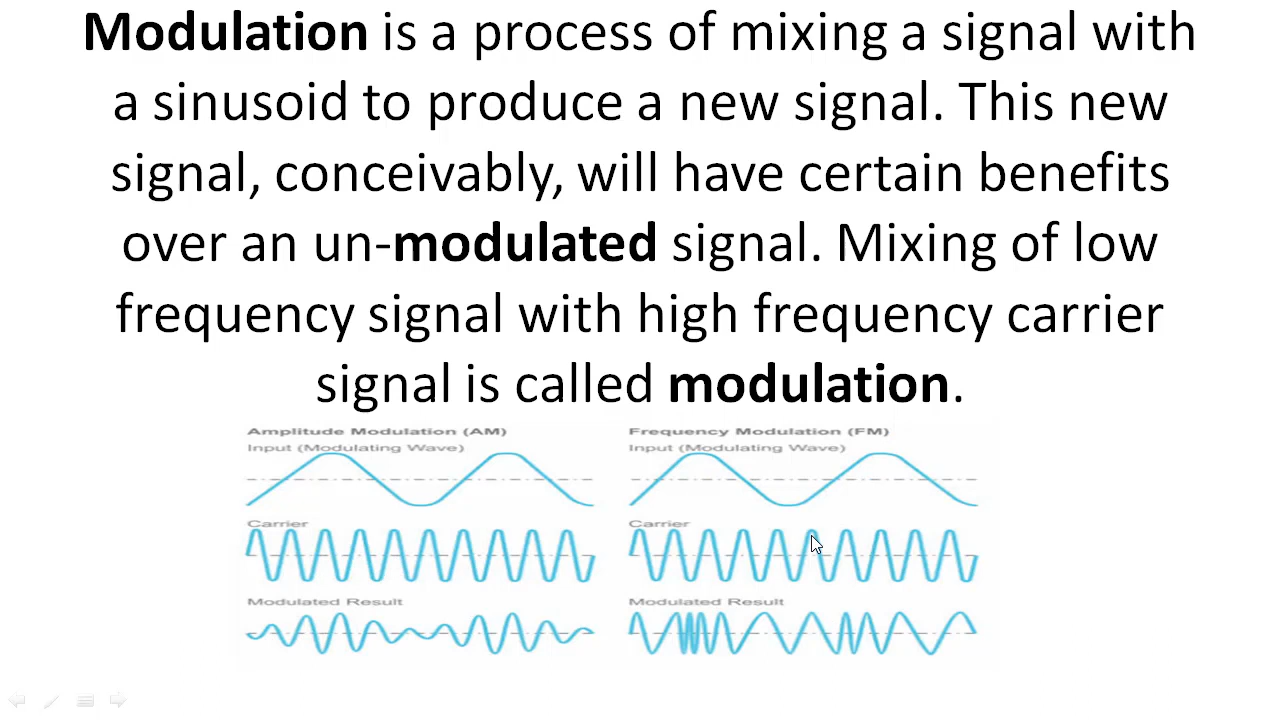 Modulation is a process of mixing a signal with
a sinusoid to produce a new signal. This new
signal, conceivably, will have certain benefits
over an un-modulated signal. Mixing of low
frequency signal with high frequency carrier
signal is called modulation.
Amplitude Modulation (AM)
Input (Modulating Wave)
Carrier
Modulated Result
Frequency Modulation (FM)
Input (Modulating Wave)
Carrier
Modulated Result